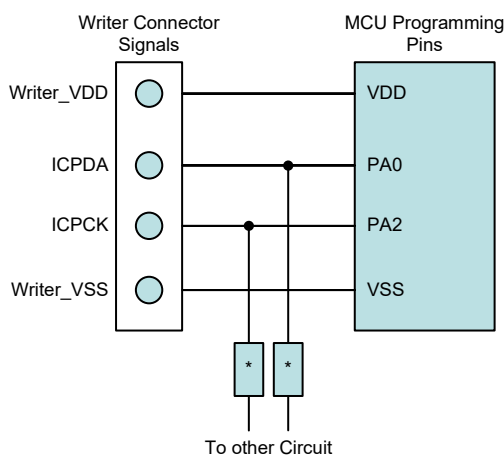 Writer Connector
Signals
MCU Programming
Pins
Writer_VDD
VDD
ICPDA
PA0
ICPCK
PA2
Writer_VSS
VSS
* *
To other Circuit